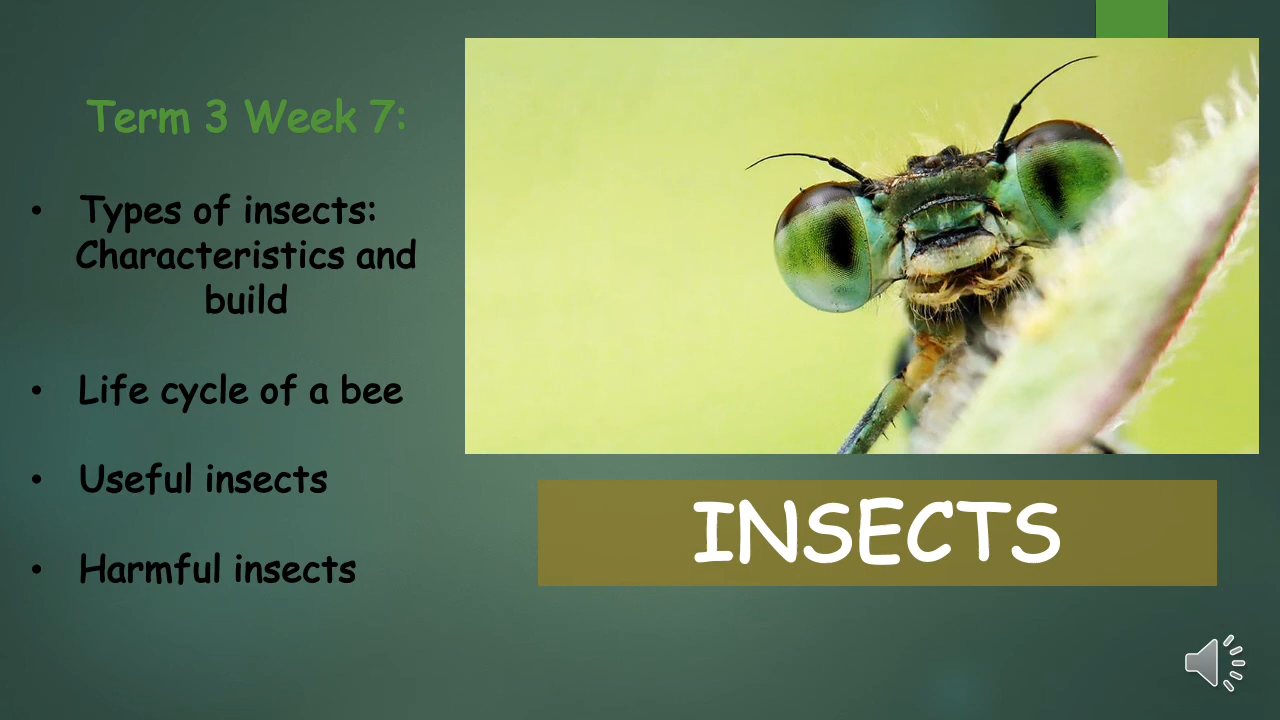 Term 3 Week 7:
• Types of insects:
Characteristics and
build
• Life cycle of a bee
• Useful insects
• Harmful insects
INSECTS